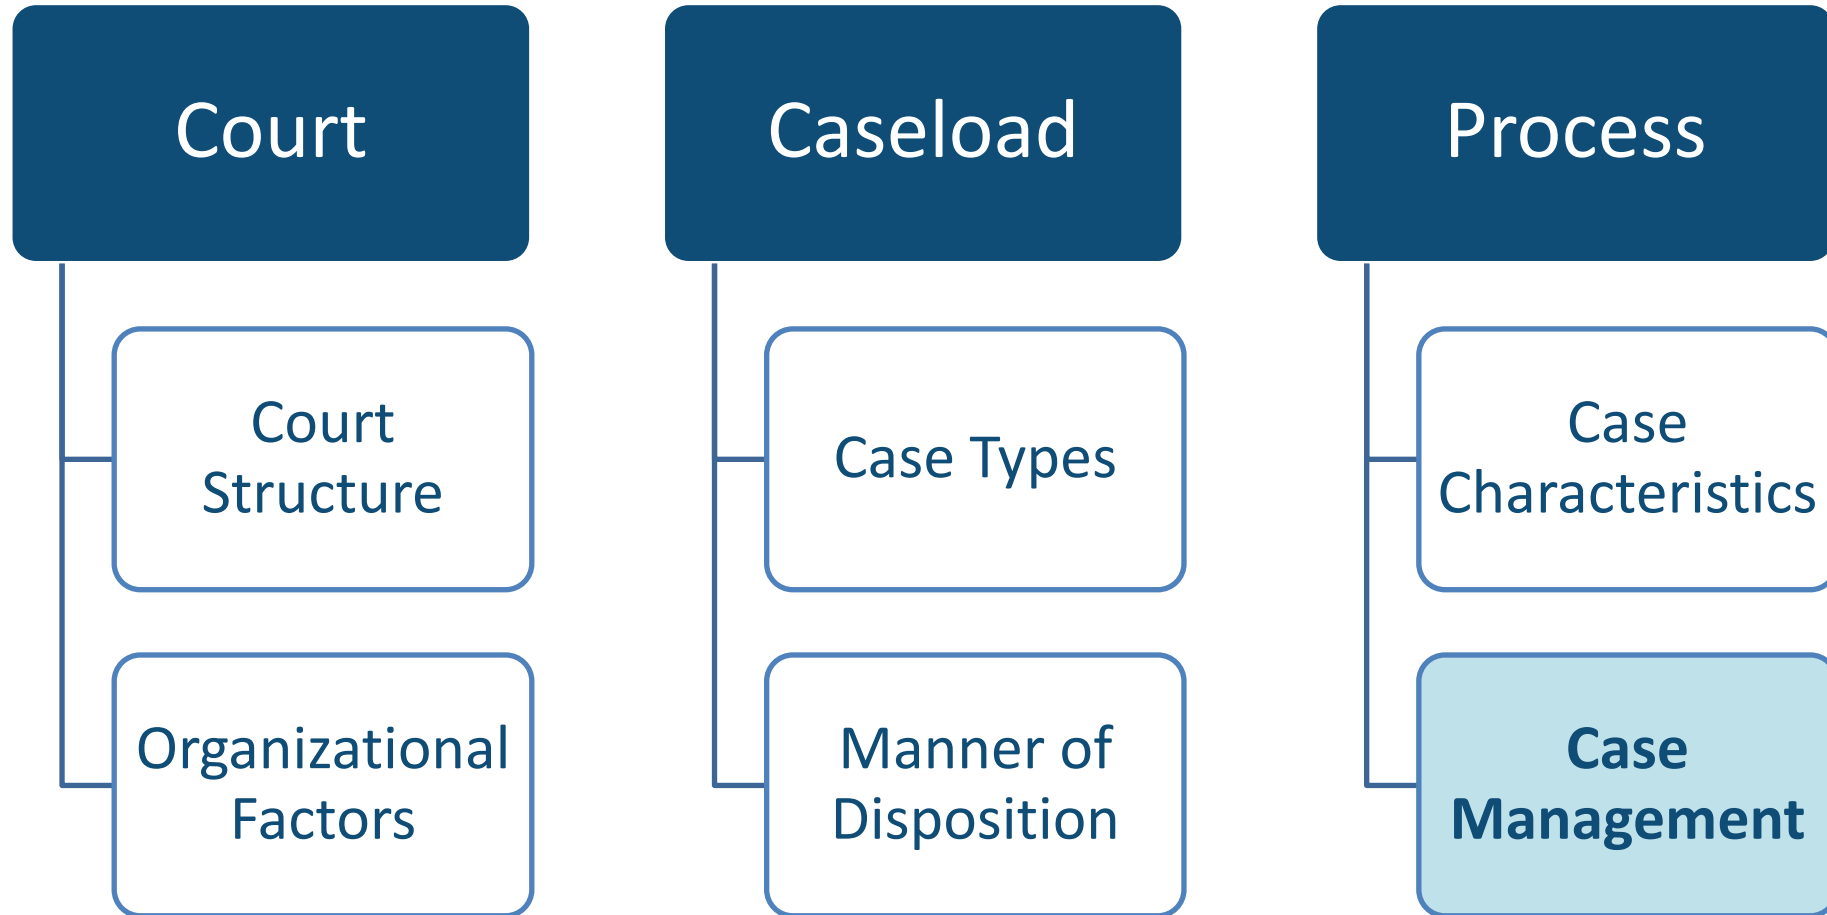 Court
Court
Structure
Organizational
Factors
Caseload
Case Types
Manner of
Disposition
Process
Case
Characteristics
Case
Management